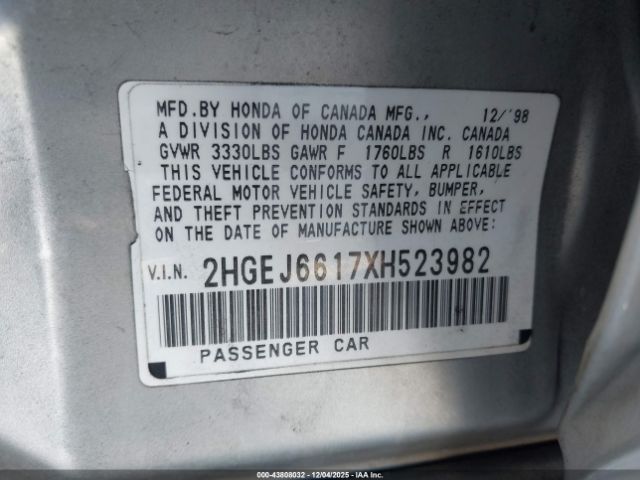 MFD.BY HONDA OF CANADA MFG., 12/'98
A DIVISION OF HONDA CANADA INC. CANADA
GVWR 3330LBS GAWR F 1760LBS R 1610LBS
THIS VEHICLE CONFORMS TO ALL APPLICABLE
FEDERAL MOTOR VEHICLE SAFETY, BUMPER,
AND THEFT PREVENTION STANDARDS IN EFFECT
ON THE DATE OF MANUFACTURE SHOWN ABOVE:
V.I.N. 2HGEJ6617XH523982
PASSENGER CAR
000-43808032 - 12/04/2025 - IAAI.COM